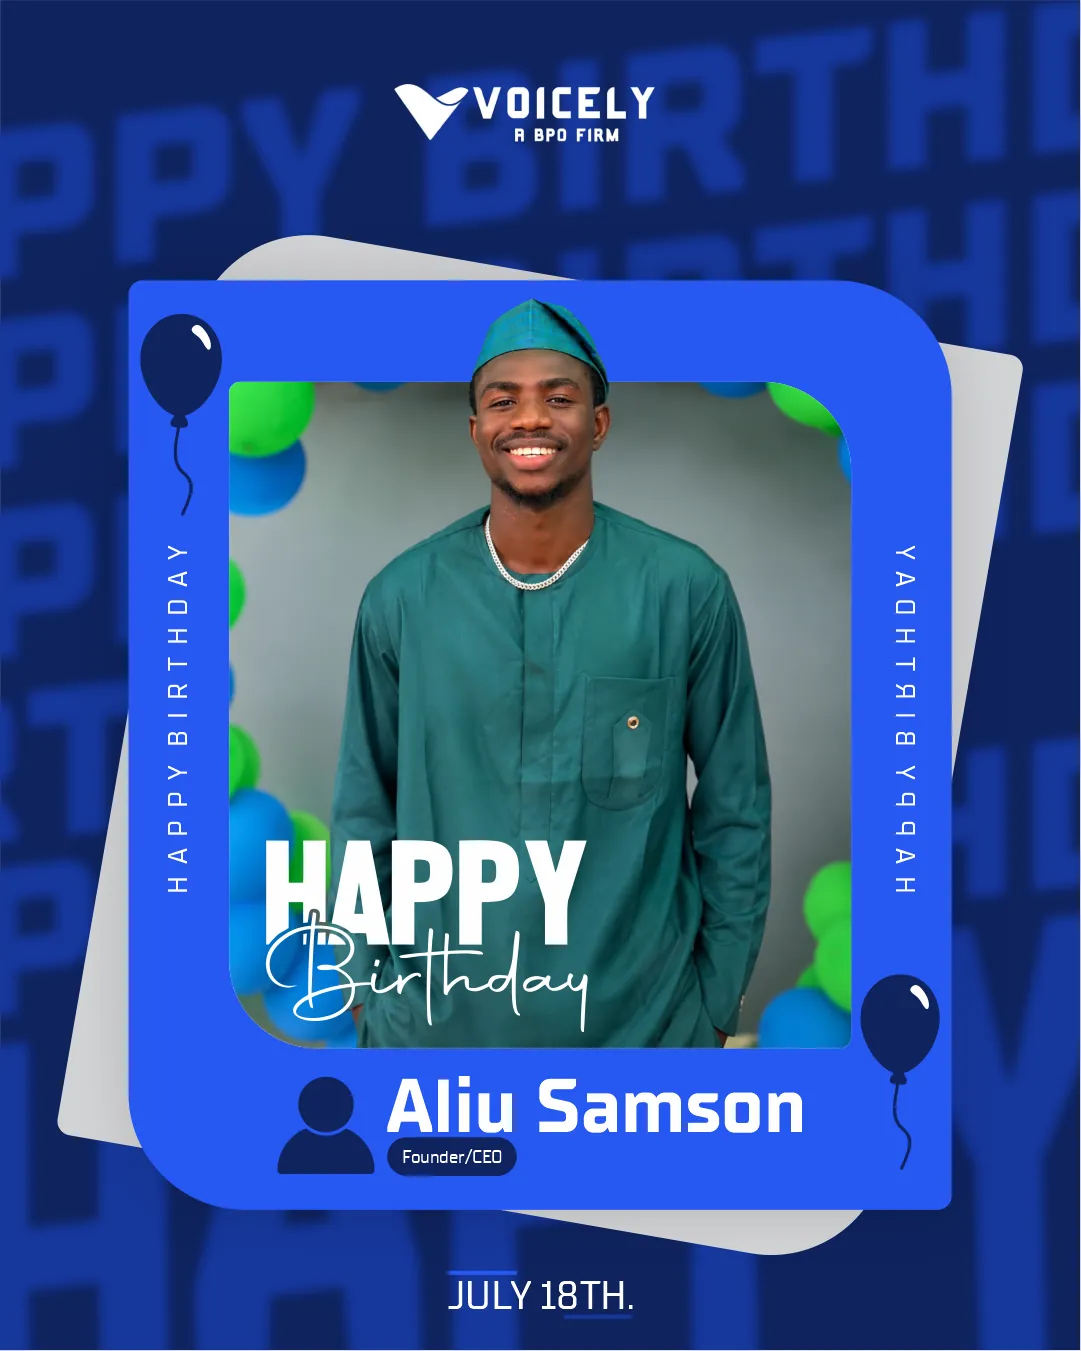 VOICELY
A BPO FIRM
HAPPY BIRTHDAY
HAPPY BIRTHDAY
HAPPY
Birthday
Aliu Samson
Founder/CEO
JULY 18TH.